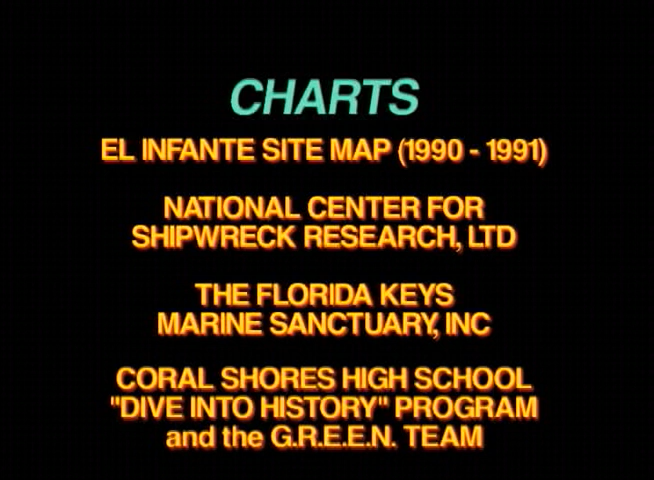 CHARTS
EL INFANTE SITE MAP (1990 - 1991)
NATIONAL CENTER FOR
SHIPWRECK RESEARCH, LTD
THE FLORIDA KEYS
MARINE SANCTUARY, INC
CORAL SHORES HIGH SCHOOL
"DIVE INTO HISTORY" PROGRAM
and the G.R.E.E.N. TEAM